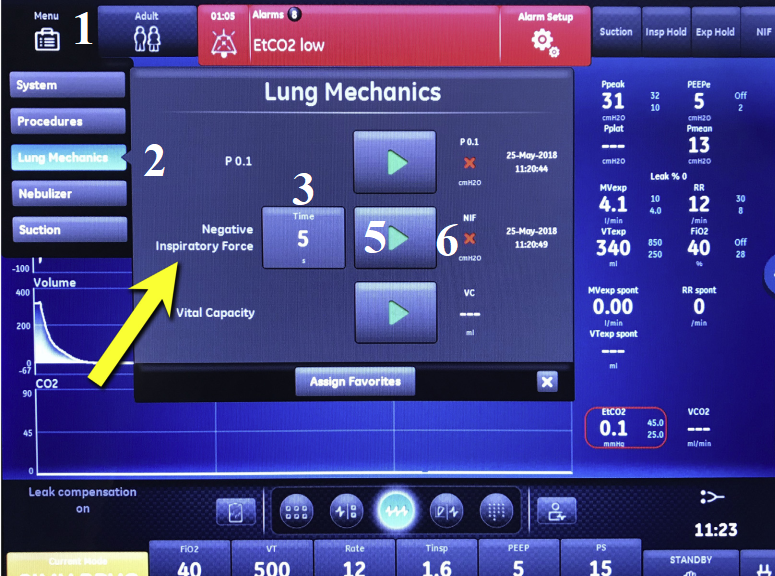 Menu
1
Adult
01:05
Alarms 8
EtCO2 low
Alarm Setup
Suction
Insp Hold
Exp Hold
NIF
System
Procedures
Lung Mechanics
2
Nebulizer
Suction
Lung Mechanics
P 0.1
P 0.1
cmH2O
25-May-2018
11:20:44
3
Negative
Inspiratory Force
Time
5
s
5
6
NIF
cmH2O
25-May-2018
11:20:49
Vital Capacity
VC
---
ml
Assign Favorites
Ppeak
31
cmH2O
32
10
PEEPe
5
cmH2O
Off
2
Pplat
---
cmH2O
Pmean
13
cmH2O
Leak % 0
MVexp
4.1
l/min
10
4.0
RR
12
/min
30
8
VTexp
340
ml
850
250
FiO2
40
%
Off
28
MVexp spont
0.00
l/min
RR spont
0
/min
VTexp spont
---
ml
EtCO2
0.1
mmHg
45.0
25.0
VCO2
---
ml/min
-100
Volume
400
200
0
-67
CO2
90
45
0
Leak compensation
on
11:23
Current Mode
FiO2
40
VT
500
Rate
12
Tinsp
1.6
PEEP
5
PS
15
STANDBY